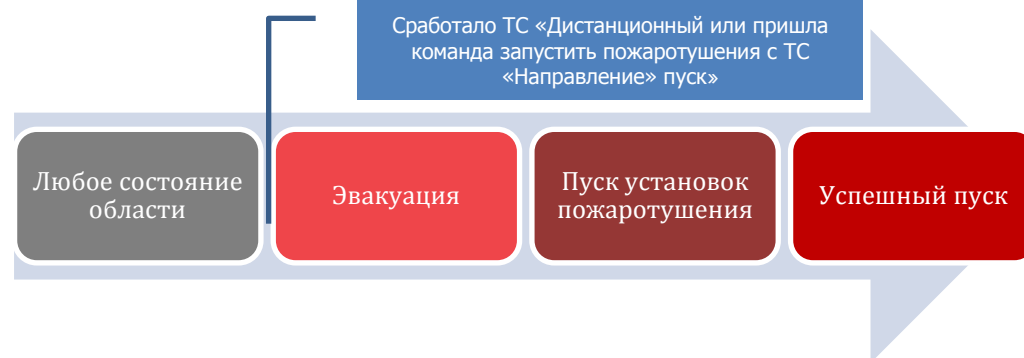 Сработало ТС «Дистанционный или пришла
команда запустить пожаротушения с ТС
«Направление» пуск»
Любое состояние
области
Эвакуация
Пуск установок
пожаротушения
Успешный пуск